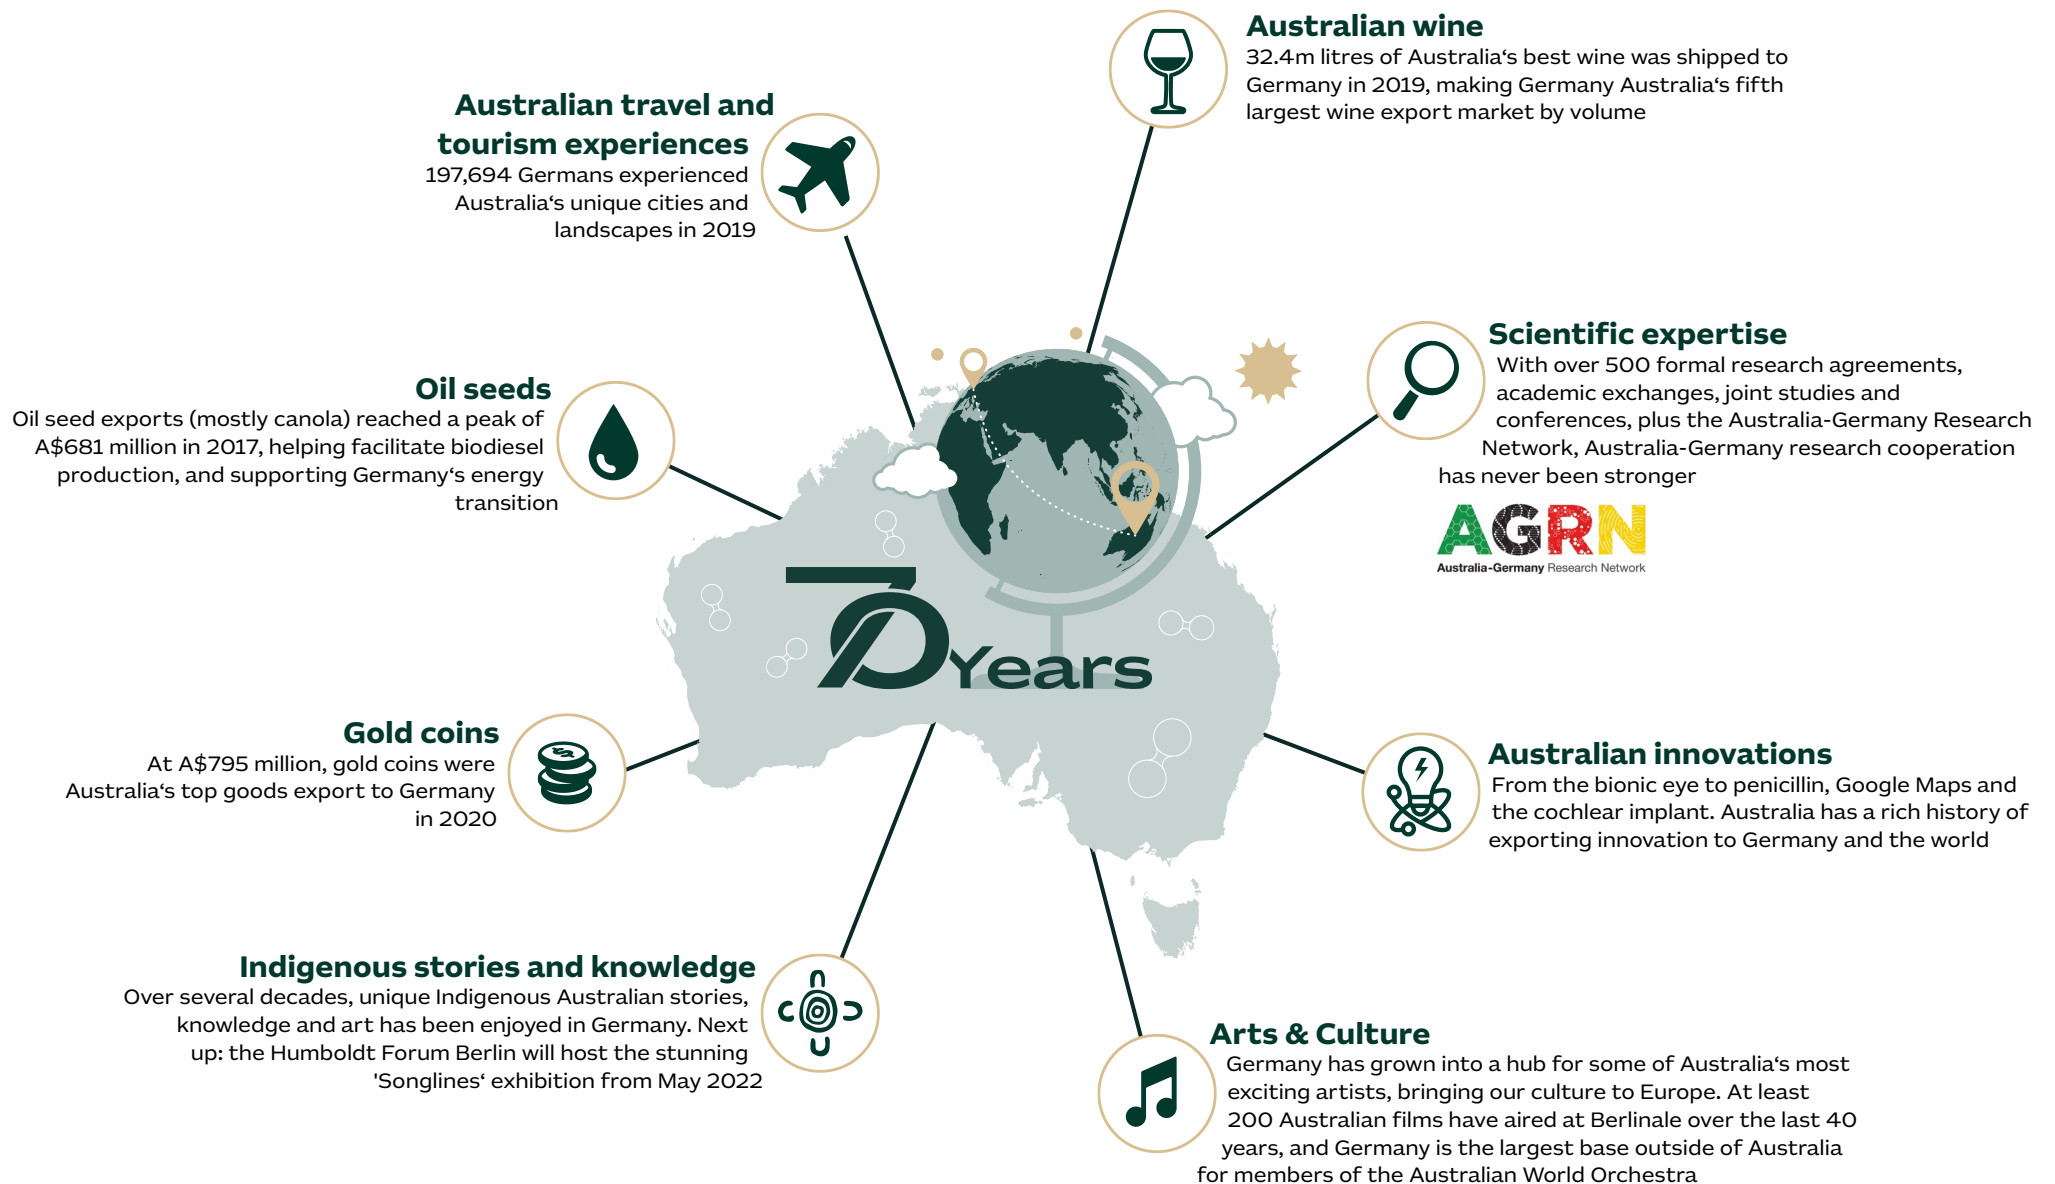 Australian wine
32.4m litres of Australia‘s best wine was shipped to
Germany in 2019, making Germany Australia‘s fifth
largest wine export market by volume
Australian travel and
tourism experiences
197,694 Germans experienced
Australia‘s unique cities and
landscapes in 2019
Scientific expertise
With over 500 formal research agreements,
academic exchanges, joint studies and
conferences, plus the Australia-Germany Research
Network, Australia-Germany research cooperation
has never been stronger
AGRN
Australia-Germany Research Network
Oil seeds
Oil seed exports (mostly canola) reached a peak of
A$681 million in 2017, helping facilitate biodiesel
production, and supporting Germany‘s energy
transition
70 Years
Gold coins
At A$795 million, gold coins were
Australia‘s top goods export to Germany
in 2020
Australian innovations
From the bionic eye to penicillin, Google Maps and
the cochlear implant. Australia has a rich history of
exporting innovation to Germany and the world
Indigenous stories and knowledge
Over several decades, unique Indigenous Australian stories,
knowledge and art has been enjoyed in Germany. Next
up: the Humboldt Forum Berlin will host the stunning
'Songlines‘ exhibition from May 2022
Arts & Culture
Germany has grown into a hub for some of Australia‘s most
exciting artists, bringing our culture to Europe. At least
200 Australian films have aired at Berlinale over the last 40
years, and Germany is the largest base outside of Australia
for members of the Australian World Orchestra